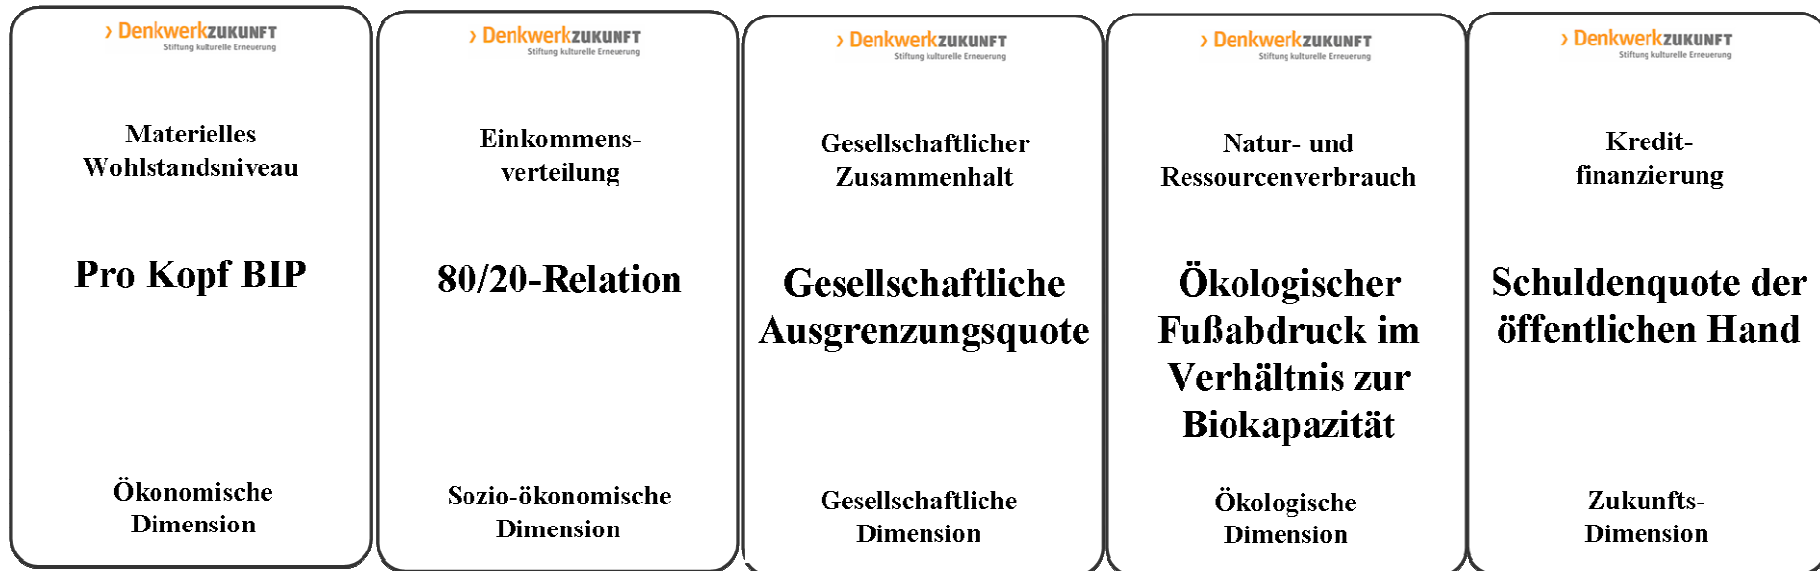 › DenkwerkZUKUNFT
Stiftung kulturelle Erneuerung
Materielles
Wohlstandsniveau
Pro Kopf BIP
Ökonomische
Dimension
› DenkwerkZUKUNFT
Stiftung kulturelle Erneuerung
Einkommens-
verteilung
80/20-Relation
Sozio-ökonomische
Dimension
› DenkwerkZUKUNFT
Stiftung kulturelle Erneuerung
Gesellschaftlicher
Zusammenhalt
Gesellschaftliche
Ausgrenzungsquote
Gesellschaftliche
Dimension
› DenkwerkZUKUNFT
Stiftung kulturelle Erneuerung
Natur- und
Ressourcenverbrauch
Ökologischer
Fußabdruck im
Verhältnis zur
Biokapazität
Ökologische
Dimension
› DenkwerkZUKUNFT
Stiftung kulturelle Erneuerung
Kredit-
finanzierung
Schuldenquote der
öffentlichen Hand
Zukunfts-
Dimension